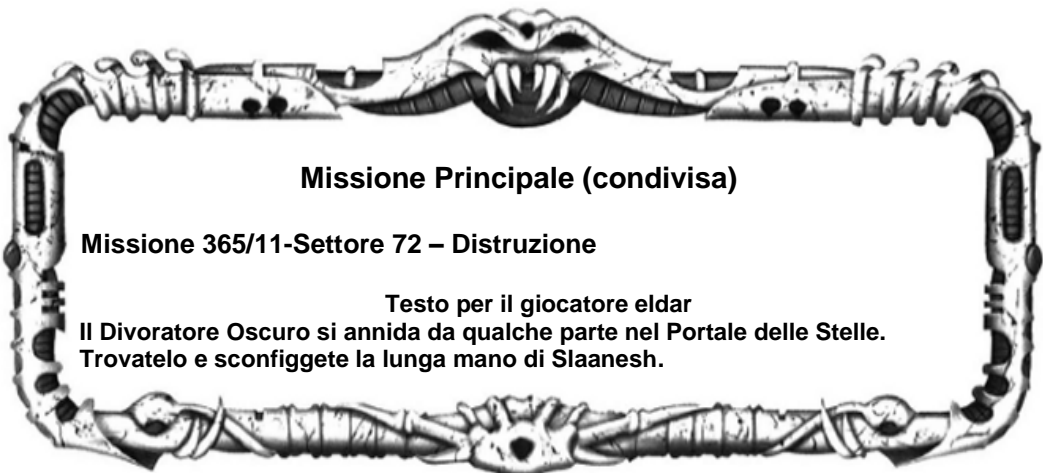 Missione Principale (condivisa)
Missione 365/11-Settore 72 – Distruzione
Testo per il giocatore eldar
Il Divoratore Oscuro si annida da qualche parte nel Portale delle Stelle.
Trovatelo e sconfiggete la lunga mano di Slaanesh.